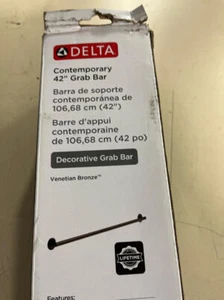 DELTA
Contemporary
42" Grab Bar
Barra de soporte
contemporánea de
106,68 cm (42")
Barre d'appui
contemporaine
de 106,68 cm (42 po)
Decorative Grab Bar
Venetian Bronze™
LIFETIME
Features: